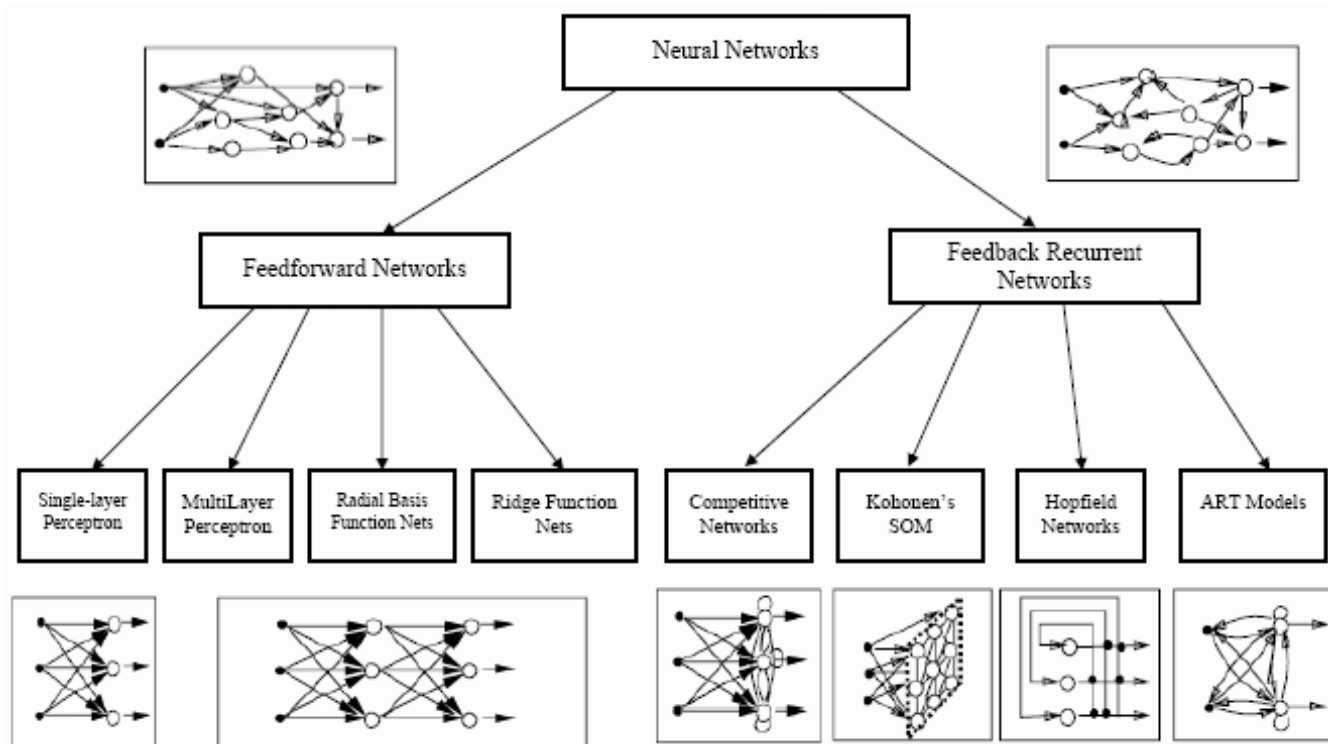 Neural Networks
Feedforward Networks
Feedback Recurrent
Networks
Single-layer
Perceptron
MultiLayer
Perceptron
Radial Basis
Function Nets
Ridge Function
Nets
Competitive
Networks
Kohonen's
SOM
Hopfield
Networks
ART Models